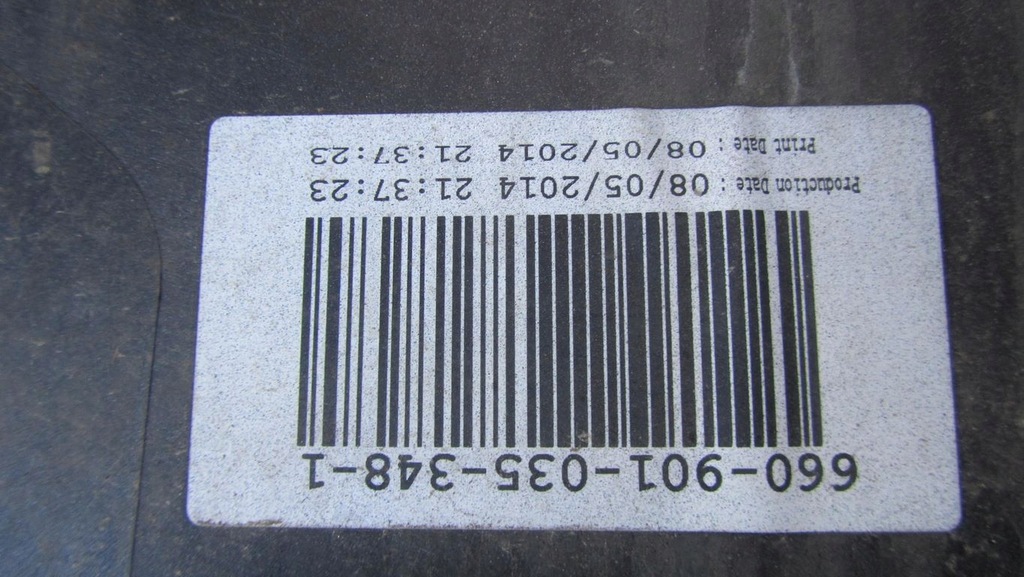 660-901-035-348-1
Production Date : 08/05/2014 21:37:23
Print Date : 08/05/2014 21:37:23